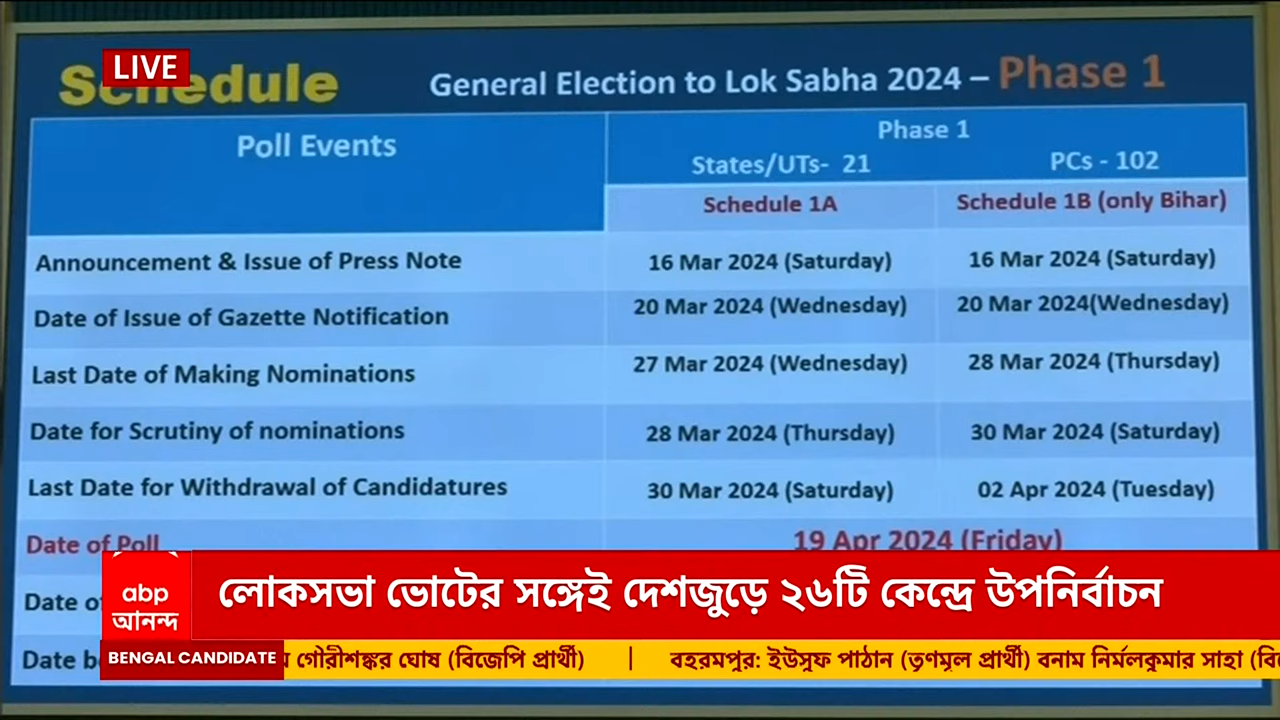 LIVE
Schedule
General Election to Lok Sabha 2024 – Phase 1
Poll Events
Phase 1
States/UTs- 21 PCs - 102
Schedule 1A Schedule 1B (only Bihar)
Announcement & Issue of Press Note 16 Mar 2024 (Saturday) 16 Mar 2024 (Saturday)
Date of Issue of Gazette Notification 20 Mar 2024 (Wednesday) 20 Mar 2024(Wednesday)
Last Date of Making Nominations 27 Mar 2024 (Wednesday) 28 Mar 2024 (Thursday)
Date for Scrutiny of nominations 28 Mar 2024 (Thursday) 30 Mar 2024 (Saturday)
Last Date for Withdrawal of Candidatures 30 Mar 2024 (Saturday) 02 Apr 2024 (Tuesday)
Date of Poll 19 Apr 2024 (Friday)
Date
Date
abp
আনন্দ
লোকসভা ভোটের সঙ্গেই দেশজুড়ে ২৬টি কেন্দ্রে উপনির্বাচন
BENGAL CANDIDATE
গৌরীশঙ্কর ঘোষ (বিজেপি প্রার্থী) | বহরমপুর: ইউসুফ পাঠান (তৃণমূল প্রার্থী) বনাম নির্মলকুমার সাহা